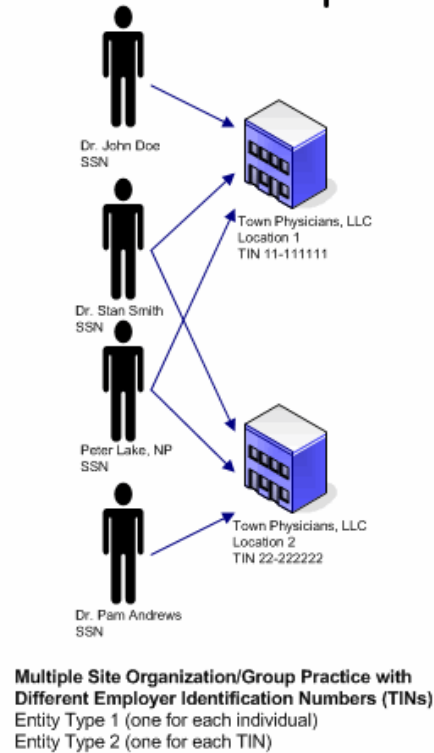 Dr. John Doe
SSN
Town Physicians, LLC
Location 1
TIN 11-111111
Dr. Stan Smith
SSN
Peter Lake, NP
SSN
Town Physicians, LLC
Location 2
TIN 22-222222
Dr. Pam Andrews
SSN
Multiple Site Organization/Group Practice with
Different Employer Identification Numbers (TINs)
Entity Type 1 (one for each individual)
Entity Type 2 (one for each TIN)